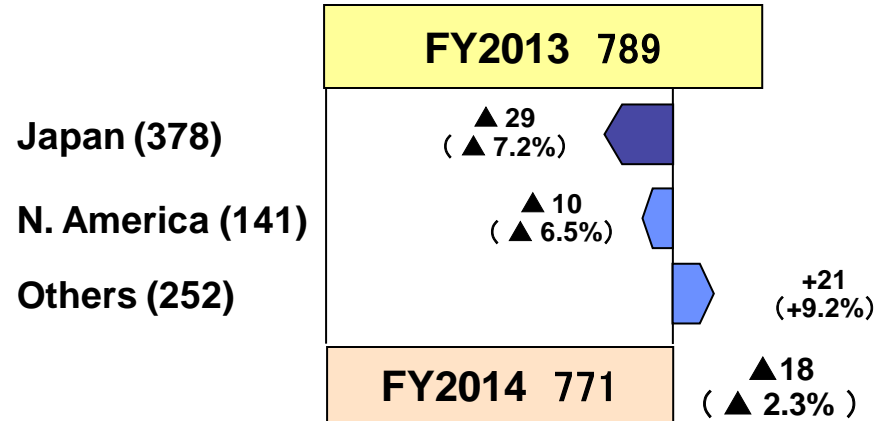 FY2013 789
Japan (378)
▲ 29
( ▲ 7.2%)
N. America (141)
▲ 10
( ▲ 6.5%)
Others (252)
+21
(+9.2%)
FY2014 771
▲18
( ▲ 2.3% )